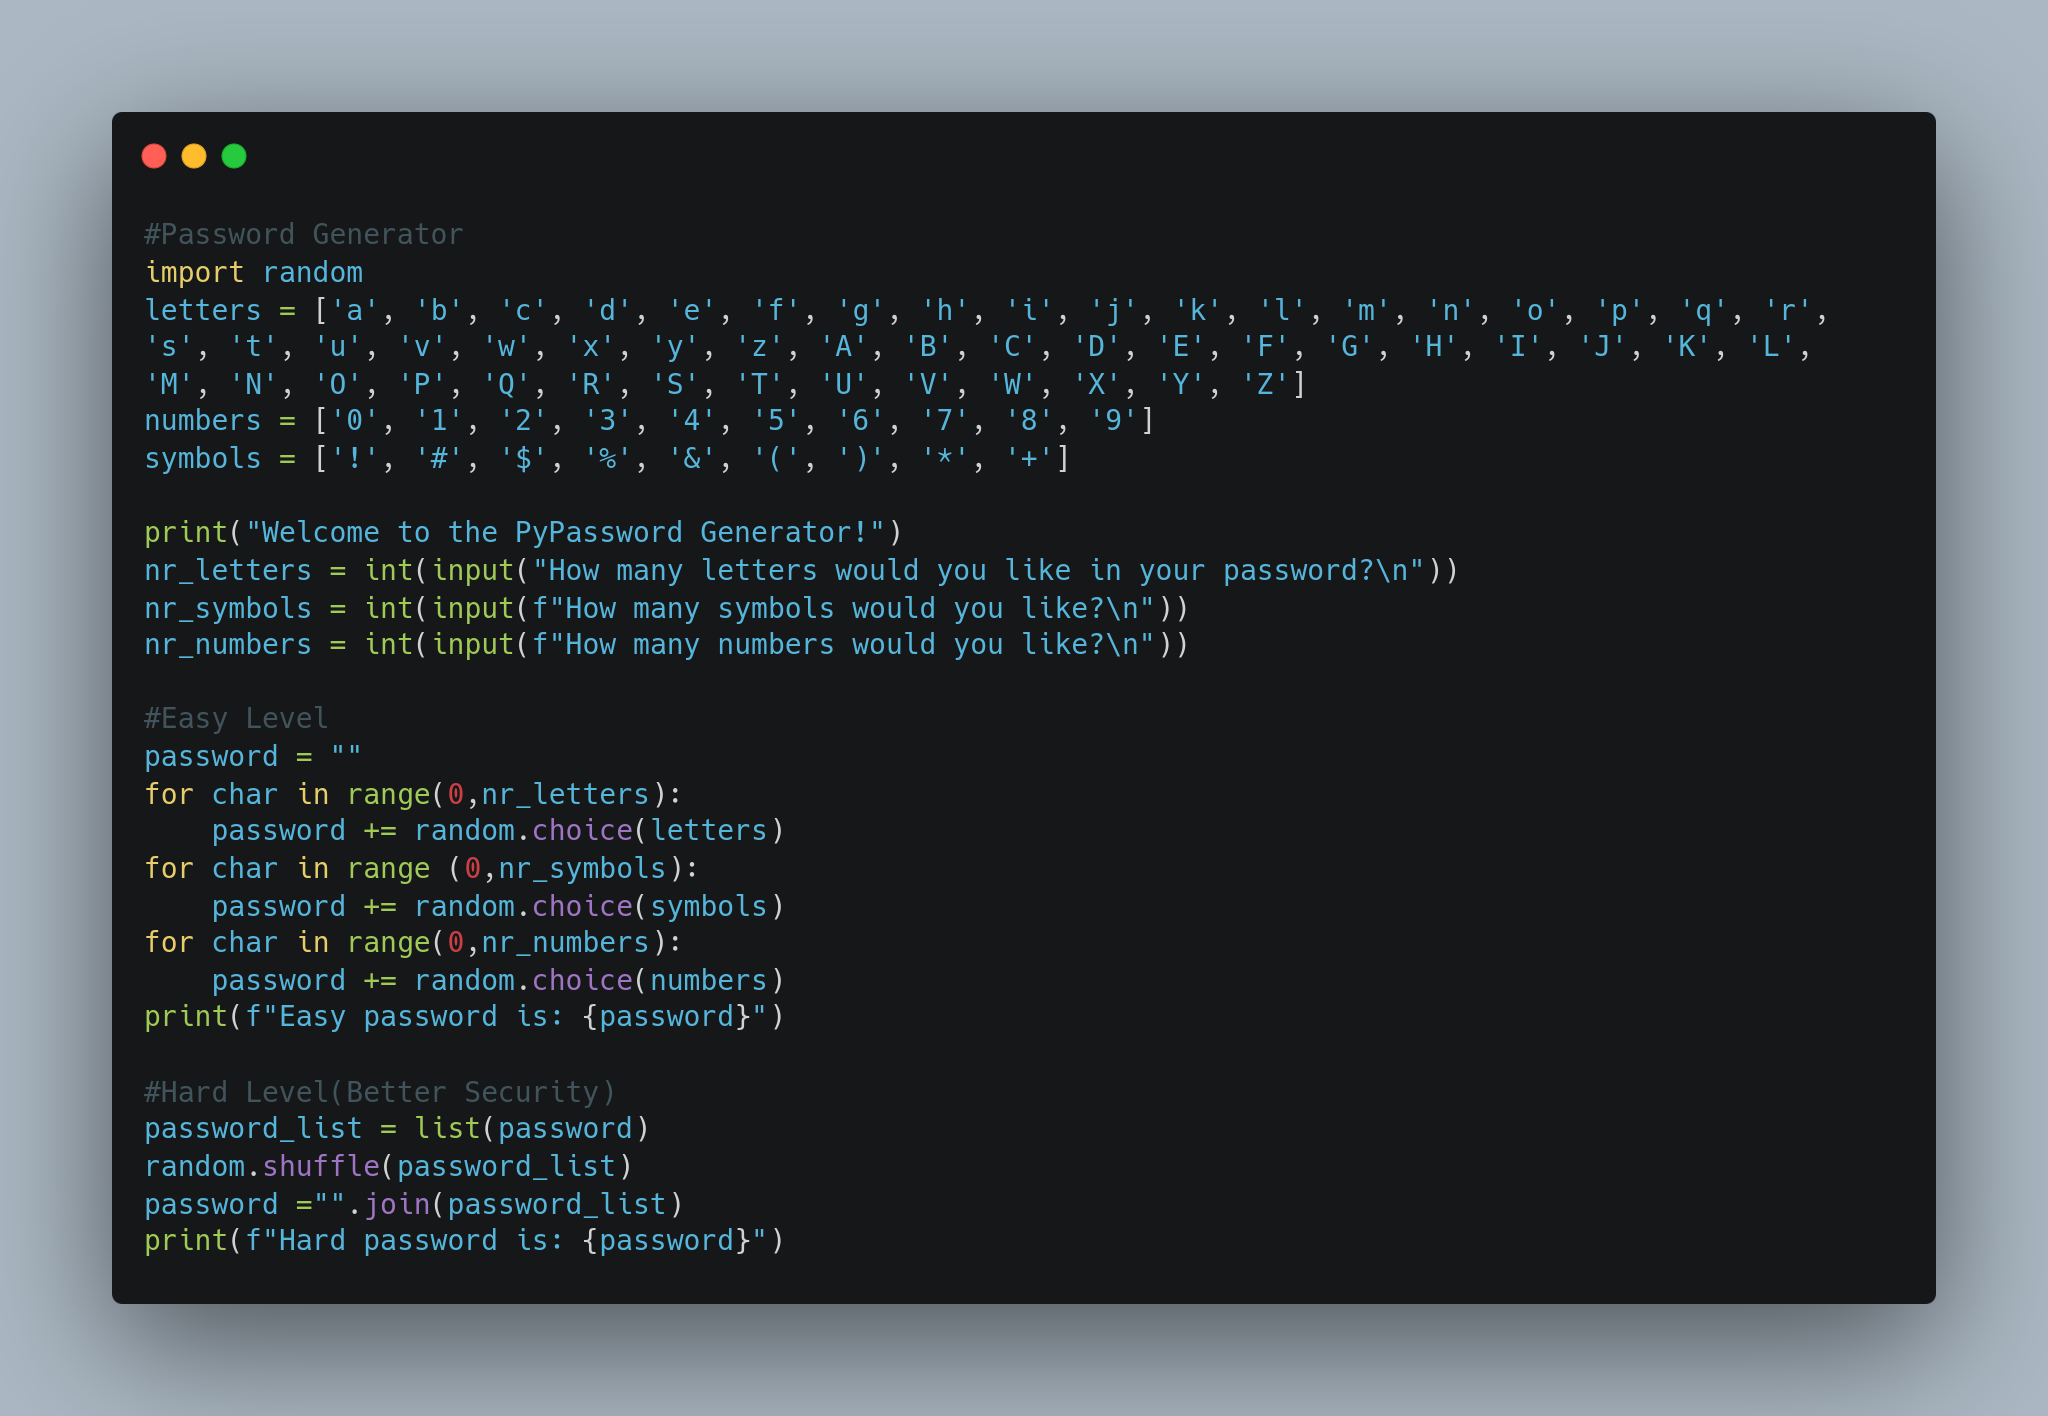 #Password Generator
import random
letters = ['a', 'b', 'c', 'd', 'e', 'f', 'g', 'h', 'i', 'j', 'k', 'l', 'm', 'n', 'o', 'p', 'q', 'r',
's', 't', 'u', 'v', 'w', 'x', 'y', 'z', 'A', 'B', 'C', 'D', 'E', 'F', 'G', 'H', 'I', 'J', 'K', 'L',
'M', 'N', 'O', 'P', 'Q', 'R', 'S', 'T', 'U', 'V', 'W', 'X', 'Y', 'Z']
numbers = ['0', '1', '2', '3', '4', '5', '6', '7', '8', '9']
symbols = ['!', '#', '$', '%', '&', '(', ')', '*', '+']

print("Welcome to the PyPassword Generator!")
nr_letters = int(input("How many letters would you like in your password?\n"))
nr_symbols = int(input(f"How many symbols would you like?\n"))
nr_numbers = int(input(f"How many numbers would you like?\n"))

#Easy Level
password = ""
for char in range(0,nr_letters):
    password += random.choice(letters)
for char in range (0,nr_symbols):
    password += random.choice(symbols)
for char in range(0,nr_numbers):
    password += random.choice(numbers)
print(f"Easy password is: {password}")

#Hard Level(Better Security)
password_list = list(password)
random.shuffle(password_list)
password ="".join(password_list)
print(f"Hard password is: {password}")